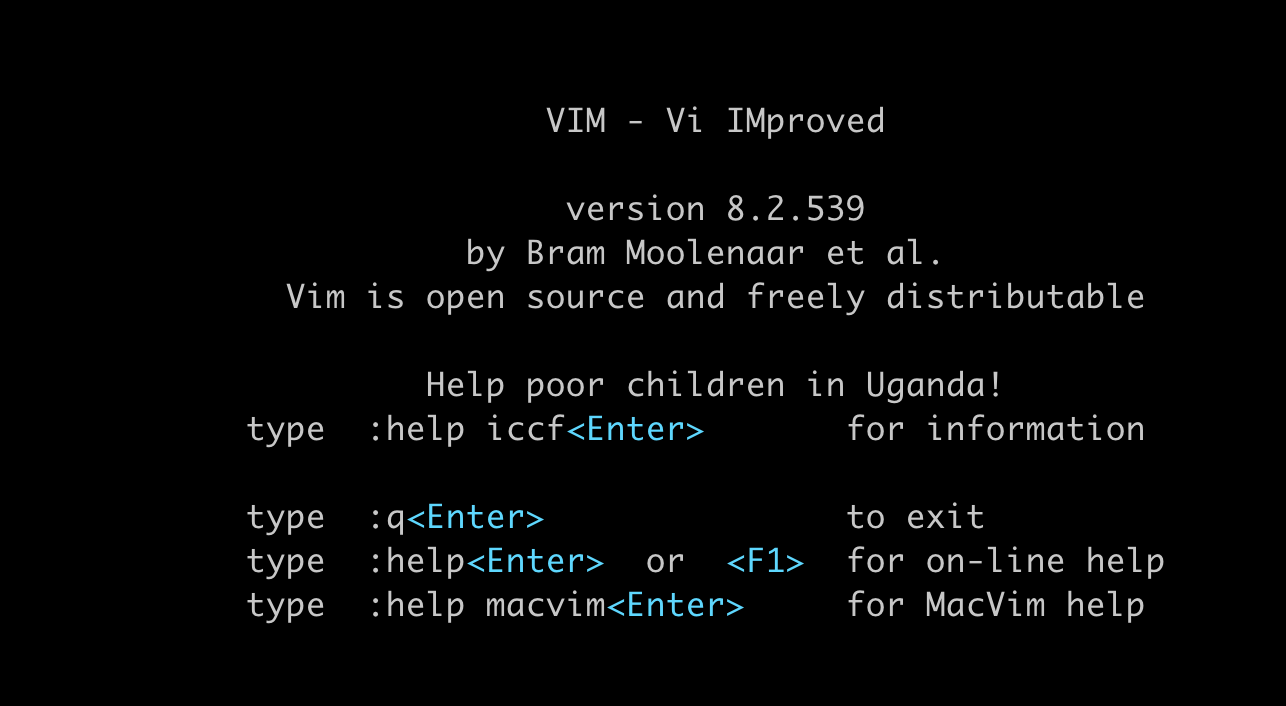 VIM - Vi IMproved
version 8.2.539
by Bram Moolenaar et al.
Vim is open source and freely distributable
Help poor children in Uganda!
type  :help iccf<Enter>       for information
type  :q<Enter>               to exit
type  :help<Enter>  or  <F1>  for on-line help
type  :help macvim<Enter>     for MacVim help